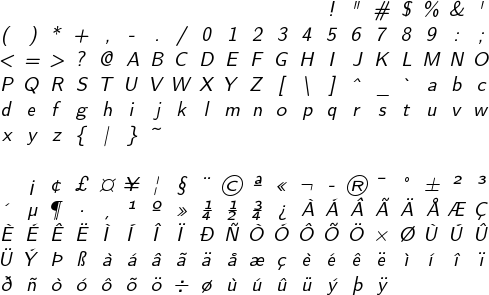 ! " # $ % & '
( ) * + , - . / 0 1 2 3 4 5 6 7 8 9 : ;
< = > ? @ A B C D E F G H I J K L M N O
P Q R S T U V W X Y Z [ \ ] ^ _ ` a b c
d e f g h i j k l m n o p q r s t u v w
x y z { | } ~
¡ ¢ £ ¤ ¥ ¦ § ¨ © ª « ¬ - ® ¯ ° ± ² ³
´ µ ¶ · ¸ ¹ º » ¼ ½ ¾ ¿ À Á Â Ã Ä Å Æ Ç
È É Ê Ë Ì Í Î Ï Ð Ñ Ò Ó Ô Õ Ö × Ø Ù Ú Û
Ü Ý Þ ß à á â ã ä å æ ç è é ê ë ì í î ï
ð ñ ò ó ô õ ö ÷ ø ù ú û ü ý þ ÿ